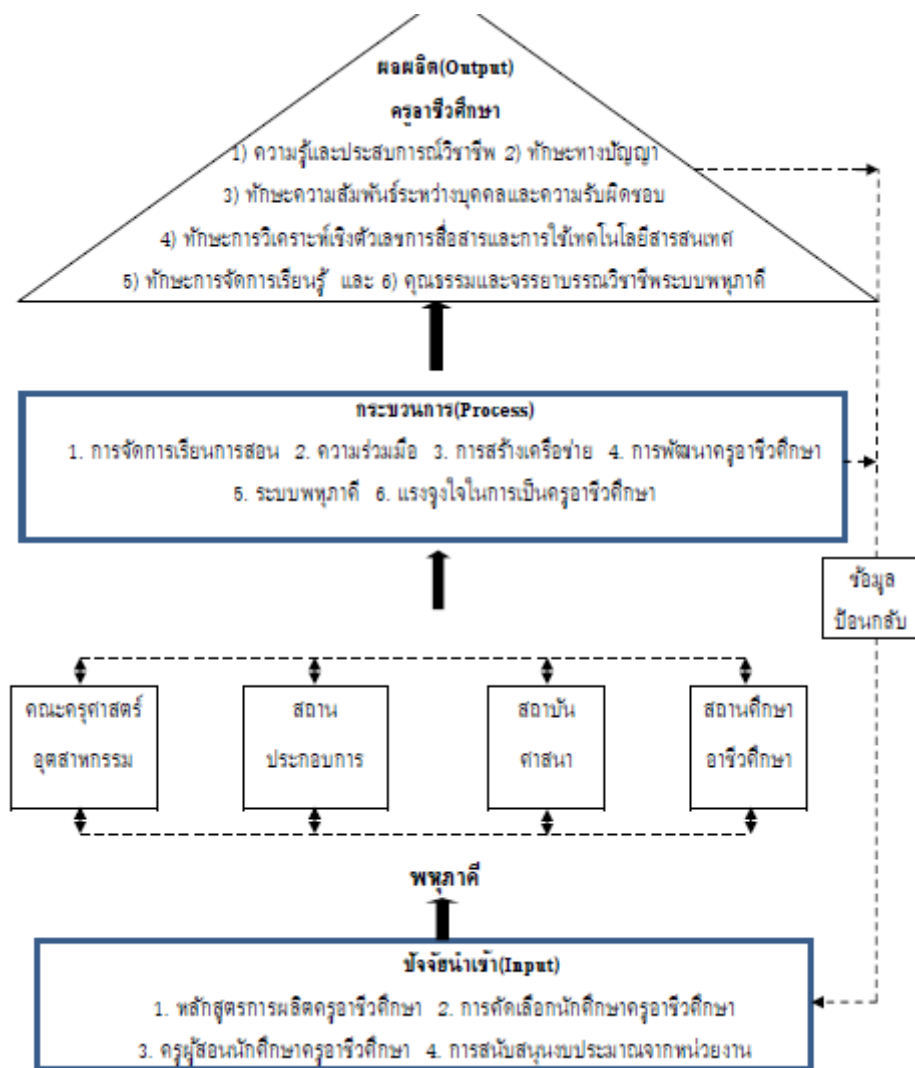 ผลผลิต(Output)
ครูอาชีวศึกษา
1) ความรู้และประสบการณ์วิชาชีพ 2) ทักษะทางปัญญา
3) ทักษะความสัมพันธ์ระหว่างบุคคลและความรับผิดชอบ
4) ทักษะการวิเคราะห์เชิงตัวเลขการสื่อสารและการใช้เทคโนโลยีสารสนเทศ
5) ทักษะการจัดการเรียนรู้ และ 6) คุณธรรมและจรรยาบรรณวิชาชีพระบบพหุภาคี
กระบวนการ(Process)
1. การจัดการเรียนการสอน 2. ความร่วมมือ 3. การสร้างเครือข่าย 4. การพัฒนาครูอาชีวศึกษา
5. ระบบพหุภาคี 6. แรงจูงใจในการเป็นครูอาชีวศึกษา
ข้อมูล
ป้อนกลับ
คณะครุศาสตร์
อุตสาหกรรม
สถาน
ประกอบการ
สถาบัน
ศาสนา
สถานศึกษา
อาชีวศึกษา
พหุภาคี
ปัจจัยนำเข้า(Input)
1. หลักสูตรการผลิตครูอาชีวศึกษา 2. การคัดเลือกนักศึกษาครูอาชีวศึกษา
3. ครูผู้สอนนักศึกษาครูอาชีวศึกษา 4. การสนับสนุนงบประมาณจากหน่วยงาน